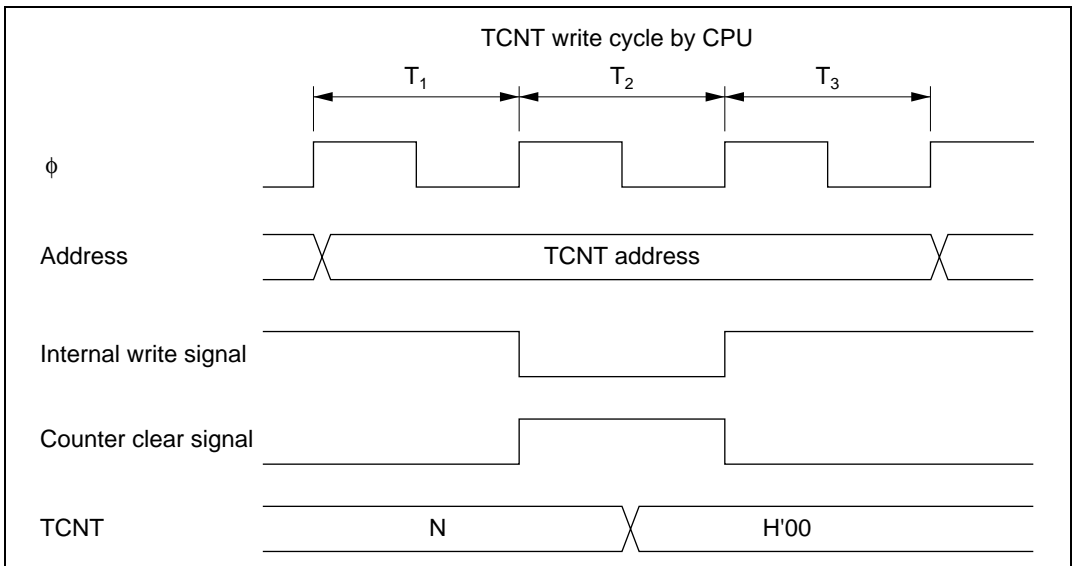 TCNT write cycle by CPU
T₁ T₂ T₃
ϕ
Address TCNT address
Internal write signal
Counter clear signal
TCNT N H'00